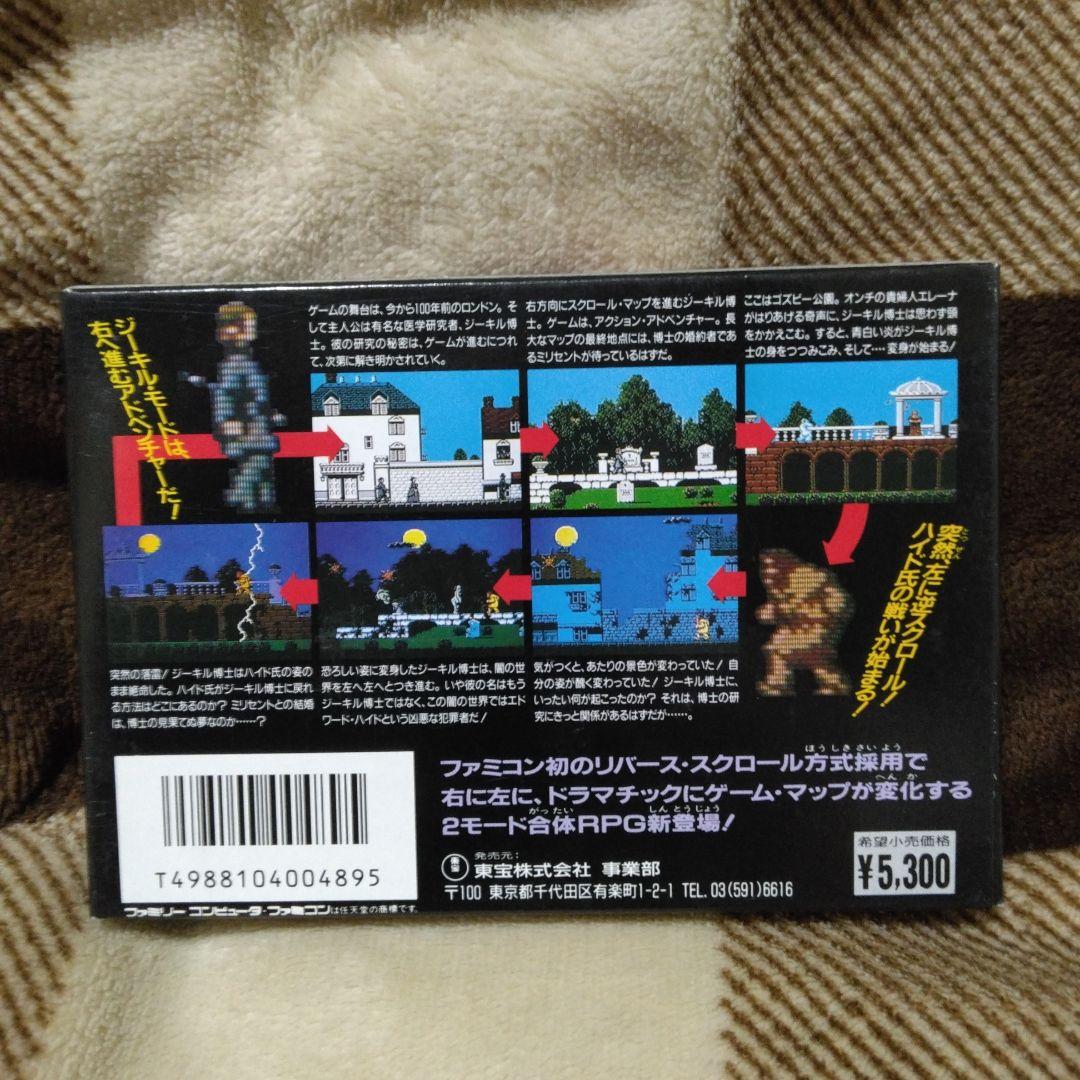 ジーキル・モードは、
右へ進むアドベンチャーだ!
ゲームの舞台は、今から100年前のロンドン。そ
して主人公は有名な医学研究者、ジーキル博
士。彼の研究の秘密は、ゲームが進むにつれ
て、次第に解き明かされていく。
右方向にスクロール・マップを進むジーキル博
士。ゲームは、アクション・アドベンチャー。長
大なマップの最終地点には、博士の婚約者であ
るミリセントが待っているはずだ。
ここはゴズビー公園。オンチの貴婦人エレーナ
がはりあげる奇声に、ジーキル博士は思わず頭
をかかえこむ。すると、青白い炎がジーキル博
士の身をつつみこみ、そして‥‥変身が始まる!
突然、左に逆スクロール!
とつぜん
ハイド氏の戦いが始まる!
気がつくと、あたりの景色が変わっていた! 自
分の姿が醜く変わっていた! ジーキル博士に、
いったい何が起こったのか? それは、博士の研
究にきっと関係があるはずだが‥‥‥。
恐ろしい姿に変身したジーキル博士は、闇の世
界を左へ左へとつき進む。いや彼の名はもう
ジーキル博士ではなく、この闇の世界ではエド
ワード・ハイドという凶悪な犯罪者だ!
突然の落雷! ジーキル博士はハイド氏の姿の
まま絶命した。ハイド氏がジーキル博士に戻れ
る方法はどこにあるのか? ミリセントとの結婚
は、博士の見果てぬ夢なのか‥‥‥?
ほうしきさいよう
ファミコン初のリバース・スクロール方式採用で
へんか
右に左に、ドラマチックにゲーム・マップが変化する
がったい しんとうじょう
2モード合体RPG新登場!
発売元:
東宝株式会社 事業部
〒100 東京都千代田区有楽町1-2-1 TEL. 03(591)6616
希望小売価格
¥5,300
T4988104004895
ファミリーコンピュータ・ファミコンは任天堂の商標です。